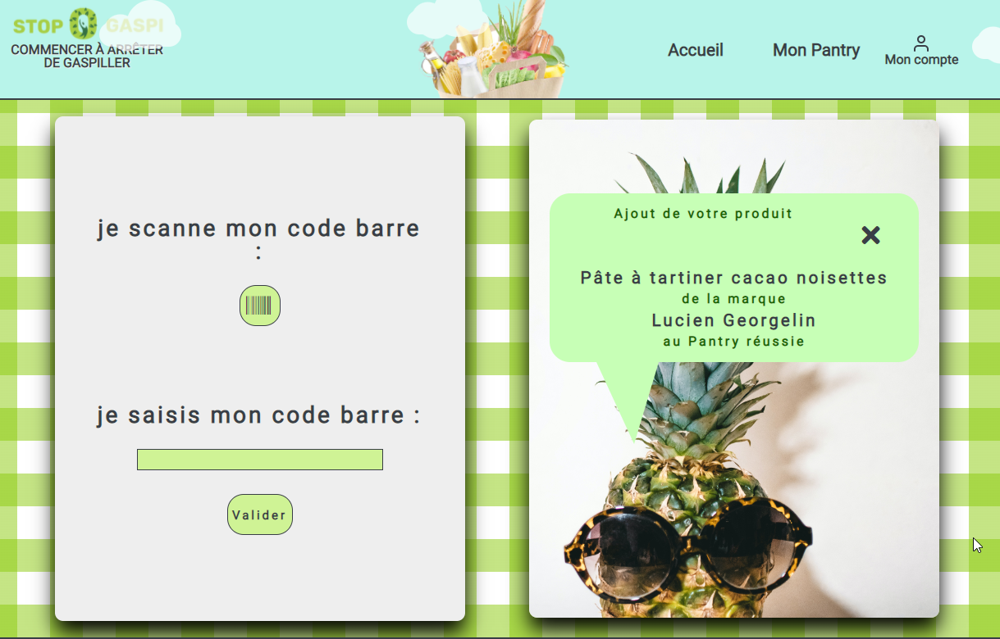 STOP GASPI
COMMENCER À ARRÊTER
DE GASPILLER
Accueil
Mon Pantry
Mon compte
je scanne mon code barre
:
je saisis mon code barre :
Valider
Ajout de votre produit
Pâte à tartiner cacao noisettes
de la marque
Lucien Georgelin
au Pantry réussie